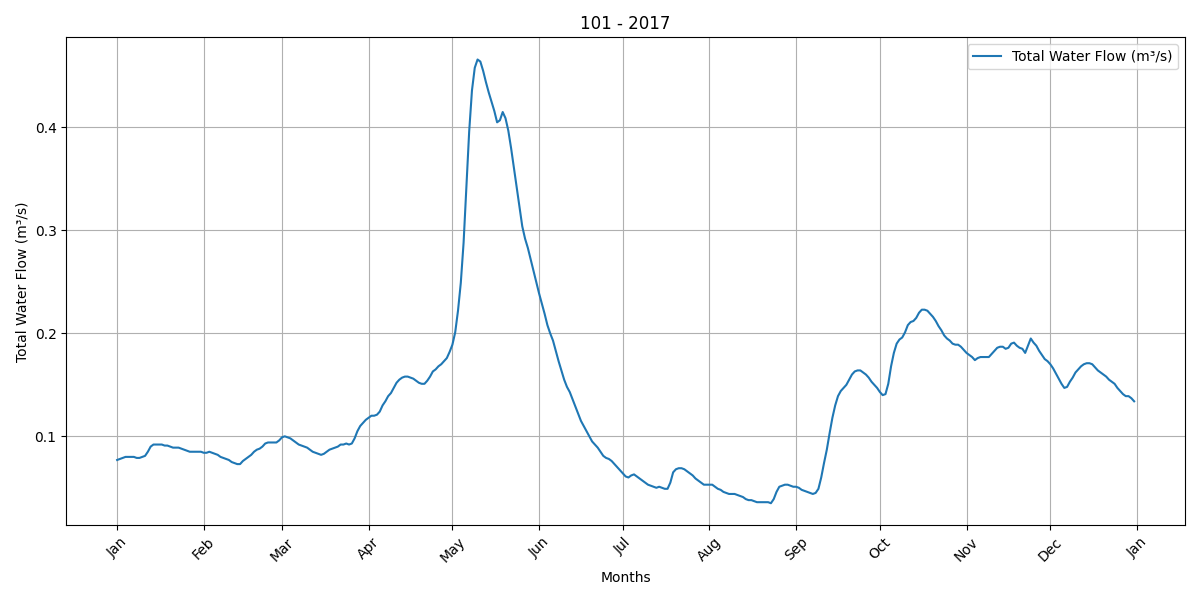 101 - 2017
Total Water Flow (m³/s)
Total Water Flow (m³/s)
0.4
0.3
0.2
0.1
Jan
Feb
Mar
Apr
May
Jun
Jul
Aug
Sep
Oct
Nov
Dec
Jan
Months